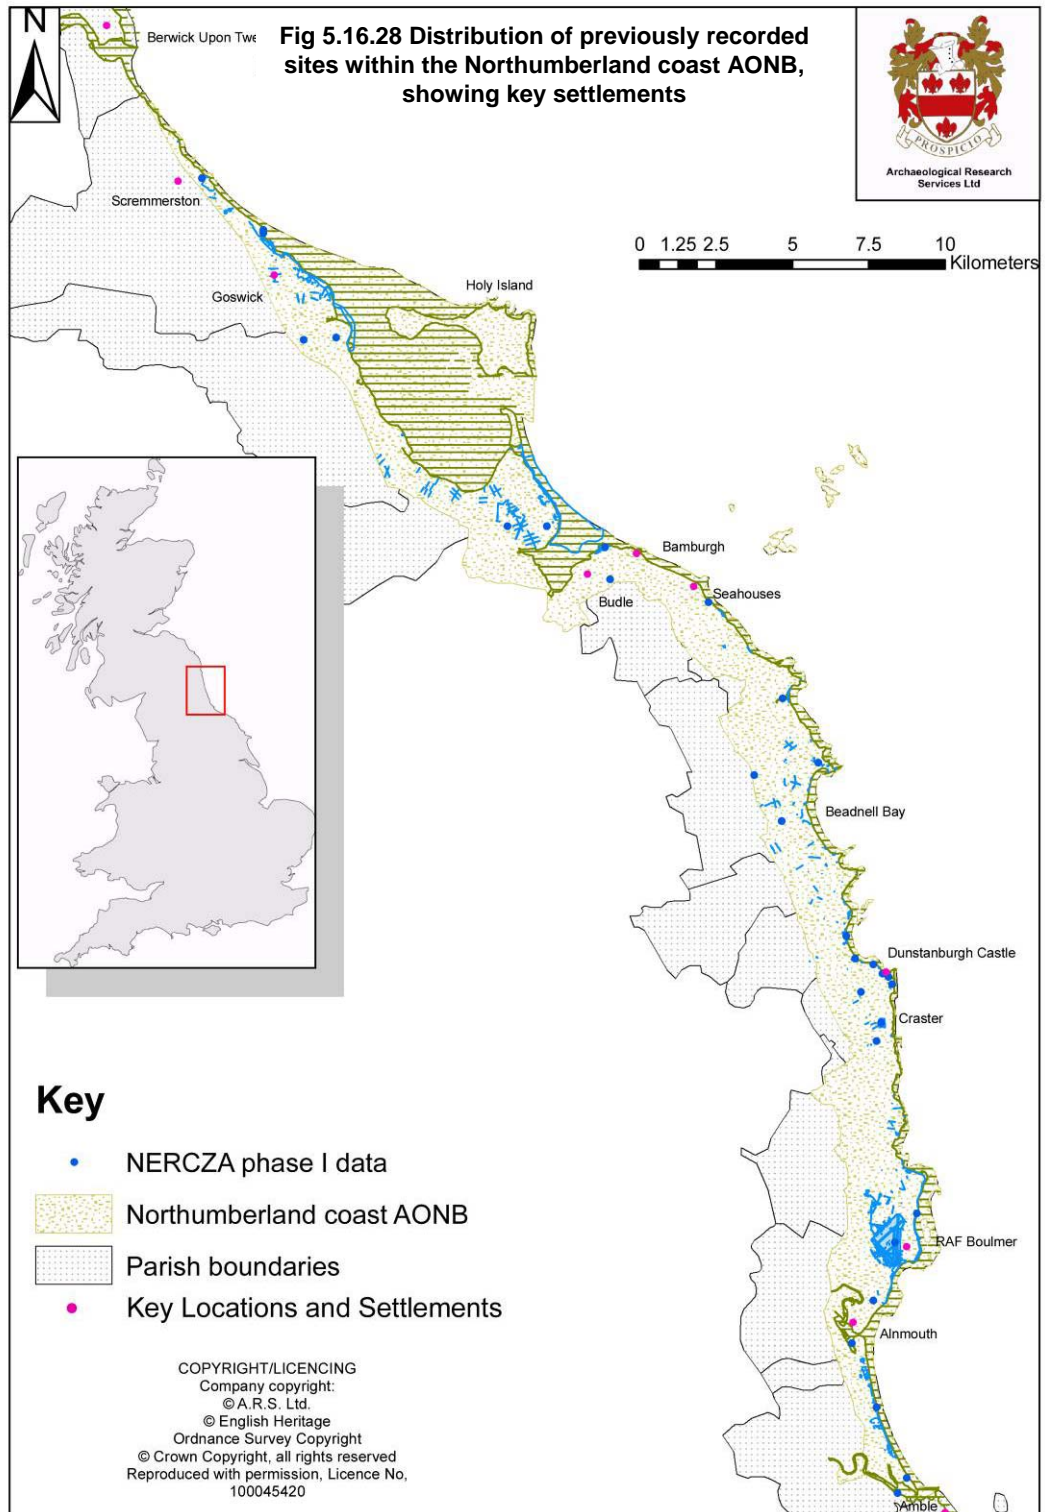 N
Berwick Upon Twe
Fig 5.16.28 Distribution of previously recorded
sites within the Northumberland coast AONB,
showing key settlements
PROSPICIO
Archaeological Research
Services Ltd
Scremmerston
0 1.25 2.5 5 7.5 10
Kilometers
Goswick
Holy Island
Bamburgh
Seahouses
Budle
Beadnell Bay
Dunstanburgh Castle
Craster
RAF Boulmer
Alnmouth
Amble
Key
NERCZA phase I data
Northumberland coast AONB
Parish boundaries
Key Locations and Settlements
COPYRIGHT/LICENCING
Company copyright:
© A.R.S. Ltd.
© English Heritage
Ordnance Survey Copyright
© Crown Copyright, all rights reserved
Reproduced with permission, Licence No,
100045420